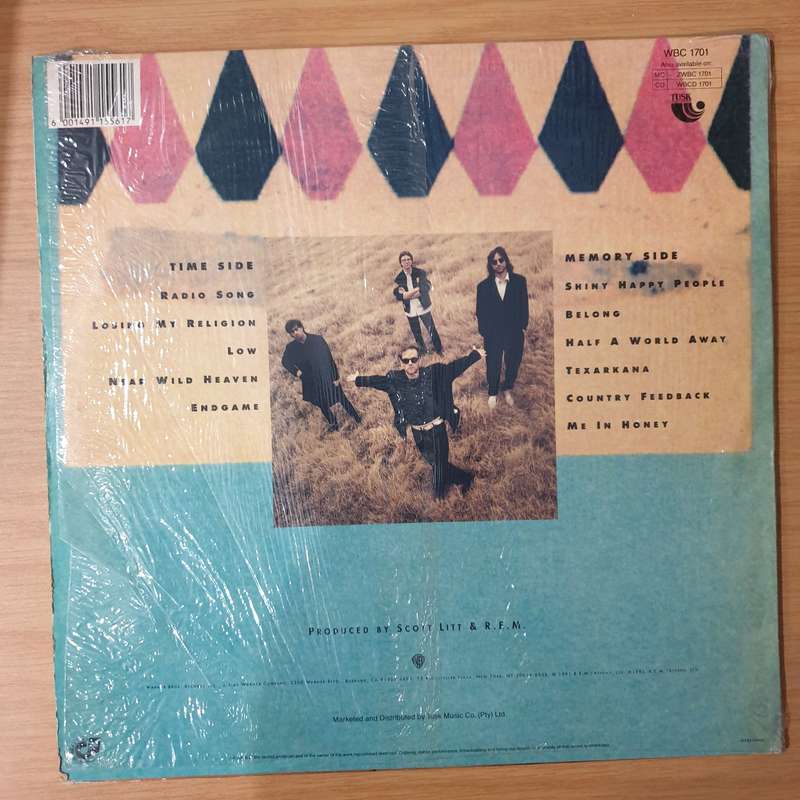 WBC 1701
Also available on:
MC ZWBC 1701
CD WBCD 1701
TUSK
6 001491 155617
TIME SIDE
RADIO SONG
LOSING MY RELIGION
LOW
NEAR WILD HEAVEN
ENDGAME
MEMORY SIDE
SHINY HAPPY PEOPLE
BELONG
HALF A WORLD AWAY
TEXARKANA
COUNTRY FEEDBACK
ME IN HONEY
PRODUCED BY SCOTT LITT & R.E.M.
Marketed and Distributed by Tusk Music Co. (Pty) Ltd.